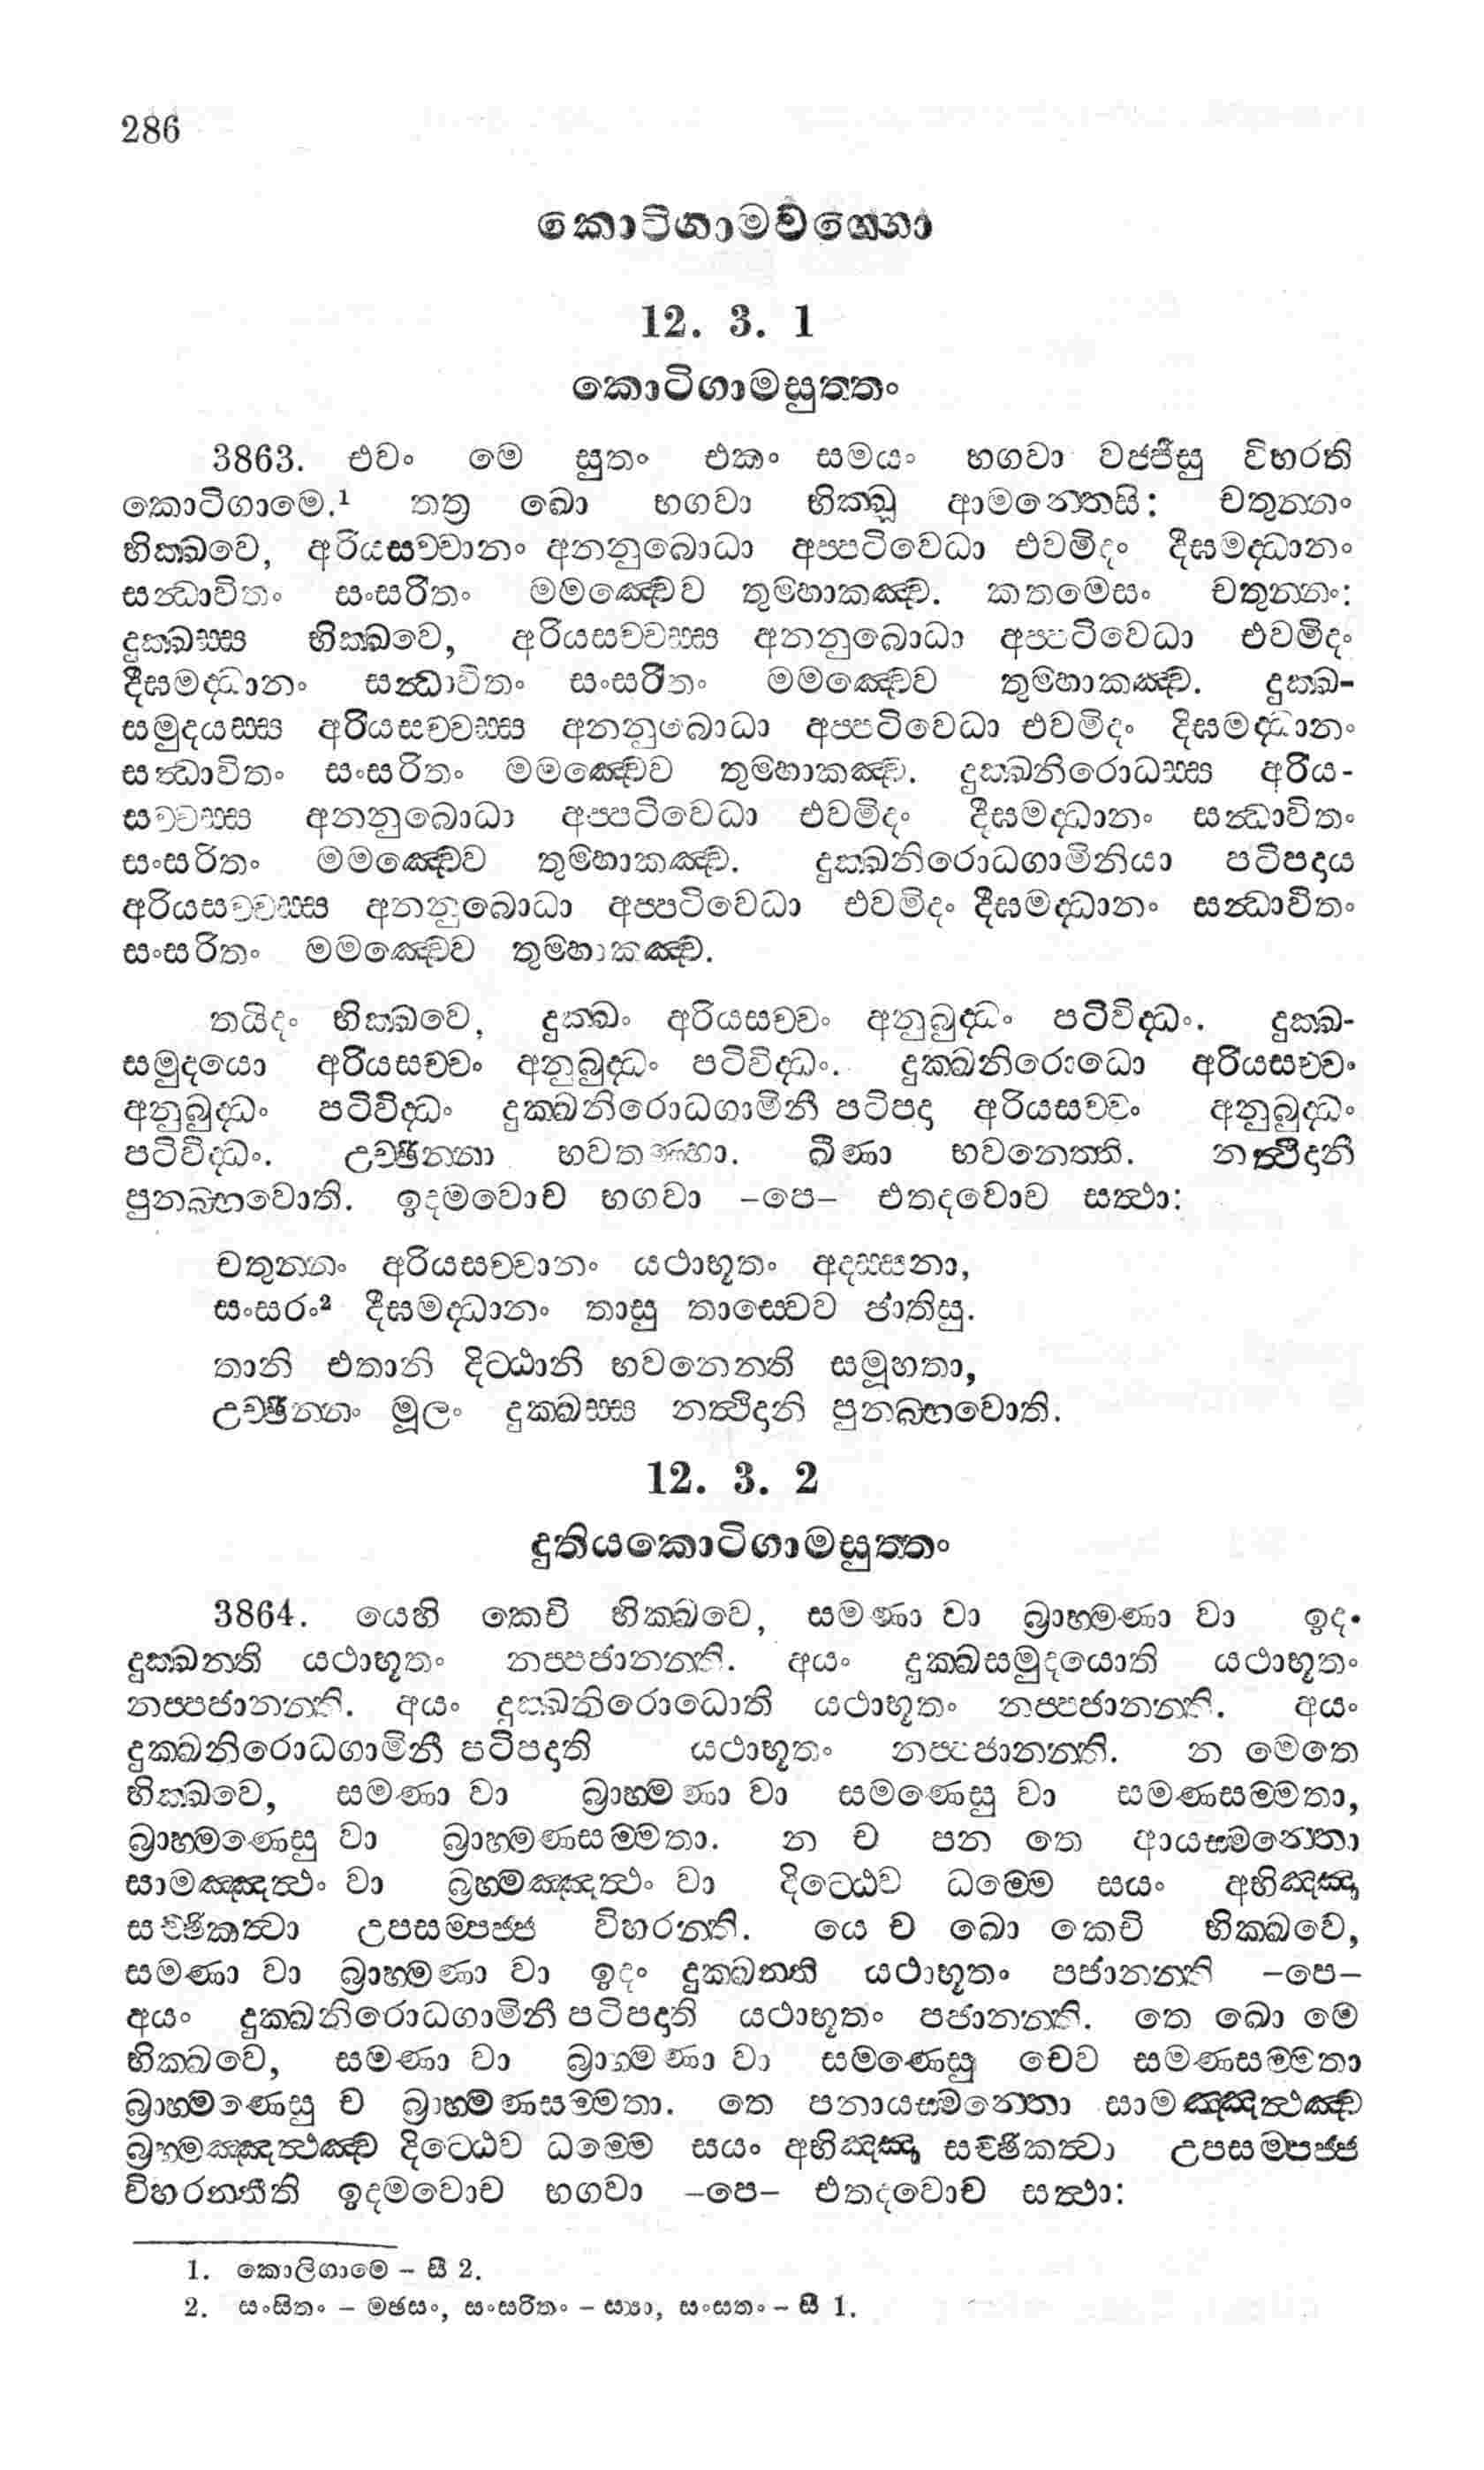 286
කොටිගාමවග්ගො
12. 3. 1
කොටිගාමසුත්තං
3863. එවං මෙ සුතං එකං සමයං භගවා වජ්ජීසු විහරති
කොටිගාමෙ.¹ තත්‍ර ඛො භගවා භික්ඛූ ආමන්තෙසි: චතුන්නං
භික්ඛවෙ, අරියසච්චානං අනනුබොධා අප්පටිවෙධා එවමිදං දීඝමද්ධානං
සන්ධාවිතං සංසරිතං මමඤ්චෙව තුම්හාකඤ්ච. කතමෙසං චතුන්නං:
දුක්ඛස්ස භික්ඛවෙ, අරියසච්චස්ස අනනුබොධා අප්පටිවෙධා එවමිදං
දීඝමද්ධානං සන්ධාවිතං සංසරිතං මමඤ්චෙව තුම්හාකඤ්ච. දුක්ඛ-
සමුදයස්ස අරියසච්චස්ස අනනුබොධා අප්පටිවෙධා එවමිදං දිඝමද්ධානං
සන්ධාවිතං සංසරිතං මමඤ්චෙව තුම්හාකඤ්ච. දුක්ඛනිරොධස්ස අරිය-
සච්චස්ස අනනුබොධා අප්පටිවෙධා එවමිදං දීඝමද්ධානං සන්ධාවිතං
සංසරිතං මමඤ්චෙව තුම්හාකඤ්ච. දුක්ඛනිරොධගාමිනියා පටිපදාය
අරියසච්චස්ස අනනුබොධා අප්පටිවෙධා එවමිදං දීඝමද්ධානං සන්ධාවිතං
සංසරිතං මමඤ්චෙව තුම්හාකඤ්ච.
තයිදං භික්ඛවෙ, දුක්ඛං අරියසච්චං අනුබුද්ධං පටිවිද්ධං. දුක්ඛ-
සමුදයො අරියසච්චං අනුබුද්ධං පටිවිද්ධං. දුක්ඛනිරොධො අරියසච්චං
අනුබුද්ධං පටිවිද්ධං දුක්ඛනිරොධගාමිනී පටිපදා අරියසච්චං අනුබුද්ධං
පටිවිද්ධං. උච්ඡින්නා භවතණ්හා. ඛීණා භවනෙත්ති. නත්ථිදානි
පුනබ්භවොති. ඉදමවොච භගවා -පෙ- එතදවොච සත්ථා:
චතුන්නං අරියසච්චානං යථාභූතං අදස්සනා,
සංසරං² දීඝමද්ධානං තාසු තාස්වෙව ජාතිසු.
තානි එතානි දිට්ඨානි භවනෙත්ති සමූහතා,
උච්ඡින්නං මූලං දුක්ඛස්ස නත්ථිදානි පුනබ්භවොති.
12. 3. 2
දුතියකොටිගාමසුත්තං
3864. යෙහි කෙචි භික්ඛවෙ, සමණා වා බ්‍රාහ්මණා වා ඉදං
දුක්ඛන්ති යථාභූතං නප්පජානන්ති. අයං දුක්ඛසමුදයොති යථාභූතං
නප්පජානන්ති. අයං දුක්ඛනිරොධොති යථාභූතං නප්පජානන්ති. අයං
දුක්ඛනිරොධගාමිනී පටිපදාති යථාභූතං නප්පජානන්ති. න මෙතෙ
භික්ඛවෙ, සමණා වා බ්‍රාහ්මණා වා සමණෙසු වා සමණසම්මතා,
බ්‍රාහ්මණෙසු වා බ්‍රාහ්මණසම්මතා. න ච පන තෙ ආයස්මන්තො
සාමඤ්ඤත්ථං වා බ්‍රහ්මඤ්ඤත්ථං වා දිට්ඨෙව ධම්මෙ සයං අභිඤ්ඤා
සච්ඡිකත්වා උපසම්පජ්ජ විහරන්ති. යෙ ච ඛො කෙචි භික්ඛවෙ,
සමණා වා බ්‍රාහ්මණා වා ඉදං දුක්ඛන්ති යථාභූතං පජානන්ති -පෙ-
අයං දුක්ඛනිරොධගාමිනී පටිපදාති යථාභූතං පජානන්ති. තෙ ඛො මෙ
භික්ඛවෙ, සමණා වා බ්‍රාහ්මණා වා සමණෙසු චෙව සමණසම්මතා
බ්‍රාහ්මණෙසු ච බ්‍රාහ්මණසම්මතා. තෙ පනායස්මන්තො සාමඤ්ඤත්ථඤ්ච
බ්‍රහ්මඤ්ඤත්ථඤ්ච දිට්ඨෙව ධම්මෙ සයං අභිඤ්ඤා සච්ඡිකත්වා උපසම්පජ්ජ
විහරන්තීති ඉදමවොච භගවා -පෙ- එතදවොච සත්ථා:
1. කොලිගාමෙ - සී 2.
2. සංසිතං - මඡසං, සංසරිතං - ස්‍යා, සංසතං - සී 1.